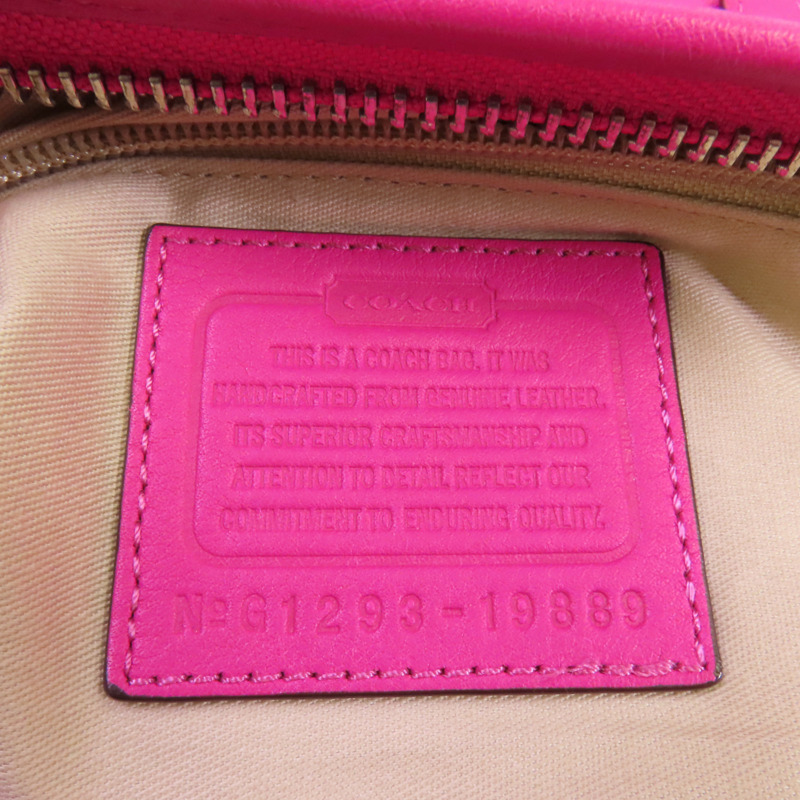 COACH
THIS IS A COACH BAG. IT WAS
HANDCRAFTED FROM GENUINE LEATHER.
ITS SUPERIOR CRAFTSMANSHIP AND
ATTENTION TO DETAIL REFLECT OUR
COMMITMENT TO ENDURING QUALITY.
Nº G1293-19889